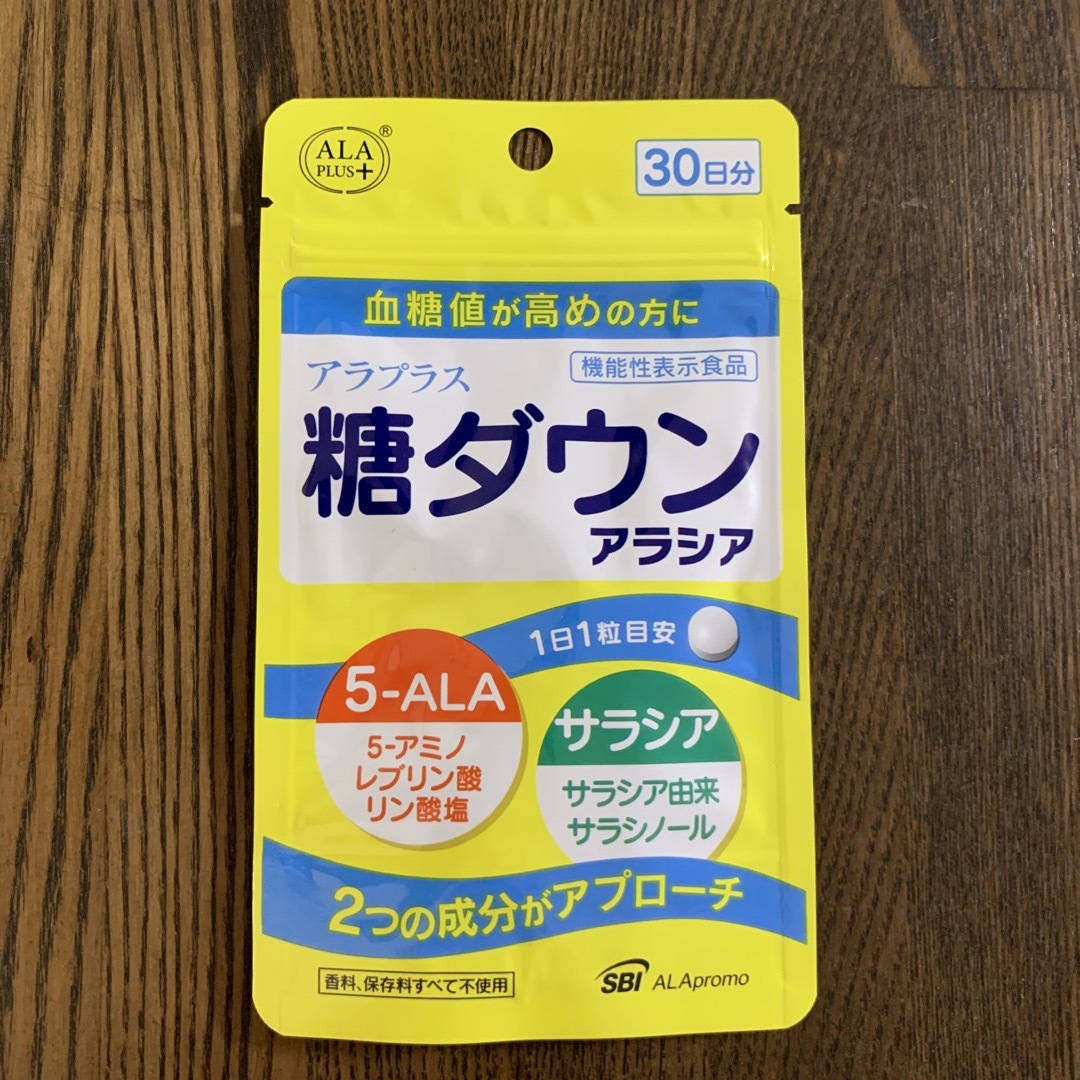 ALA
PLUS+
®
30日分
血糖値が高めの方に
アラプラス
機能性表示食品
糖ダウン
アラシア
1日1粒目安
5-ALA
5-アミノ
レブリン酸
リン酸塩
サラシア
サラシア由来
サラシノール
2つの成分がアプローチ
香料、保存料すべて不使用
SBI ALApromo